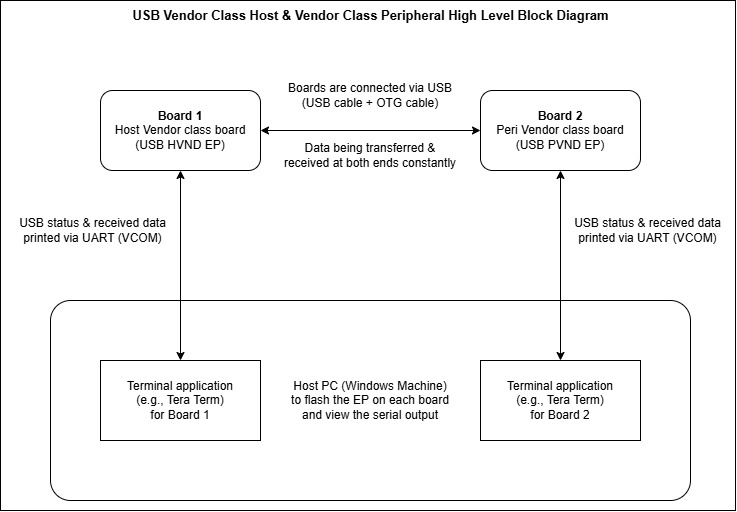 USB Vendor Class Host & Vendor Class Peripheral High Level Block Diagram
Boards are connected via USB
(USB cable + OTG cable)
Board 1
Host Vendor class board
(USB HVND EP)
Board 2
Peri Vendor class board
(USB PVND EP)
Data being transferred &
received at both ends constantly
USB status & received data
printed via UART (VCOM)
USB status & received data
printed via UART (VCOM)
Terminal application
(e.g., Tera Term)
for Board 1
Host PC (Windows Machine)
to flash the EP on each board
and view the serial output
Terminal application
(e.g., Tera Term)
for Board 2